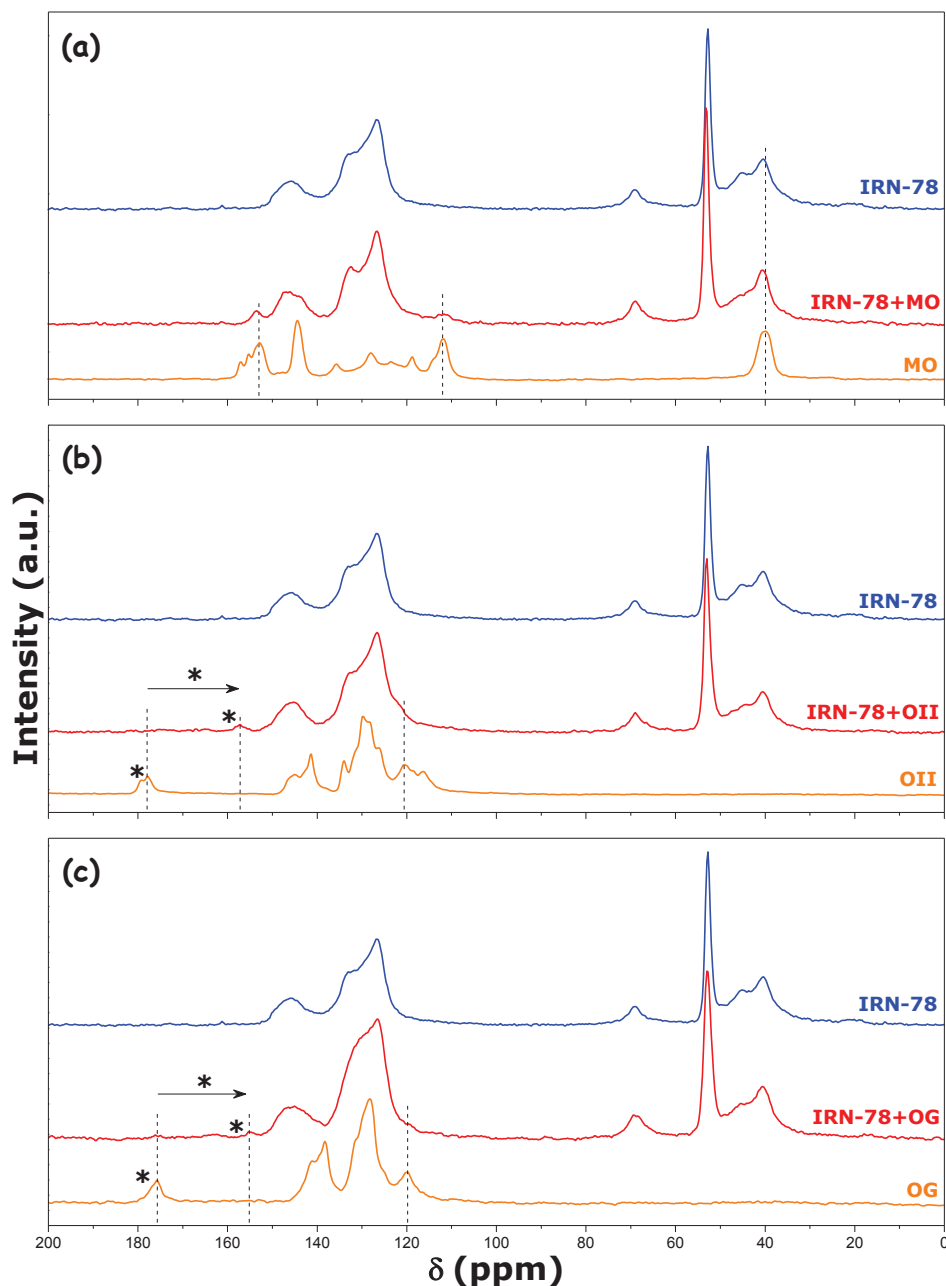 (a)
IRN-78
IRN-78+MO
MO
(b)
IRN-78
* IRN-78+OII
*
* OII
(c)
IRN-78
*
* IRN-78+OG
* OG
Intensity (a.u.)
200 180 160 140 120 100 80 60 40 20 0
δ (ppm)